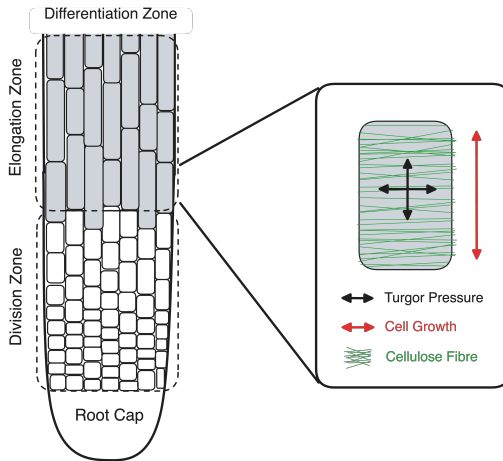 Differentiation Zone
Elongation Zone
Division Zone
Root Cap
Turgor Pressure
Cell Growth
Cellulose Fibre